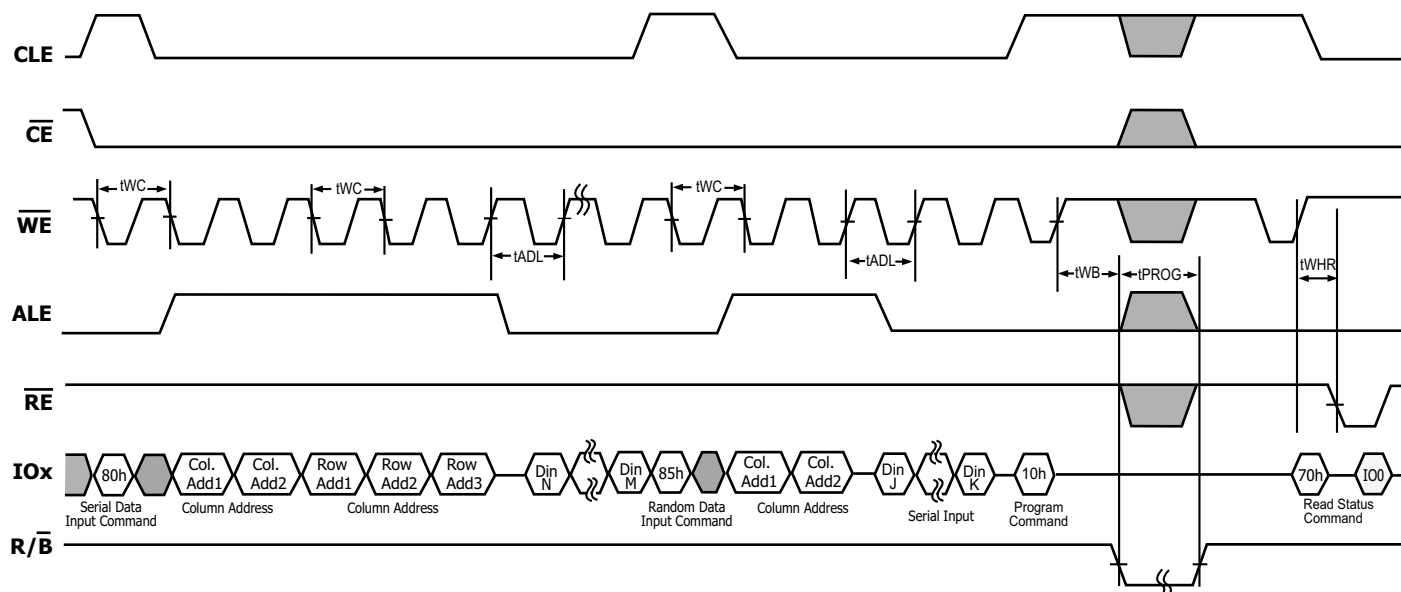 CLE
CE
tWC
tWC
tWC
WE
tADL
tADL
tWB
tPROG
tWHR
ALE
RE
IOx
80h
Col.
Add1
Col.
Add2
Row
Add1
Row
Add2
Row
Add3
Din
N
Din
M
85h
Col.
Add1
Col.
Add2
Din
J
Din
K
10h
70h
IO0
Serial Data
Input Command
Column Address
Column Address
Random Data
Input Command
Column Address
Serial Input
Program
Command
Read Status
Command
R/B